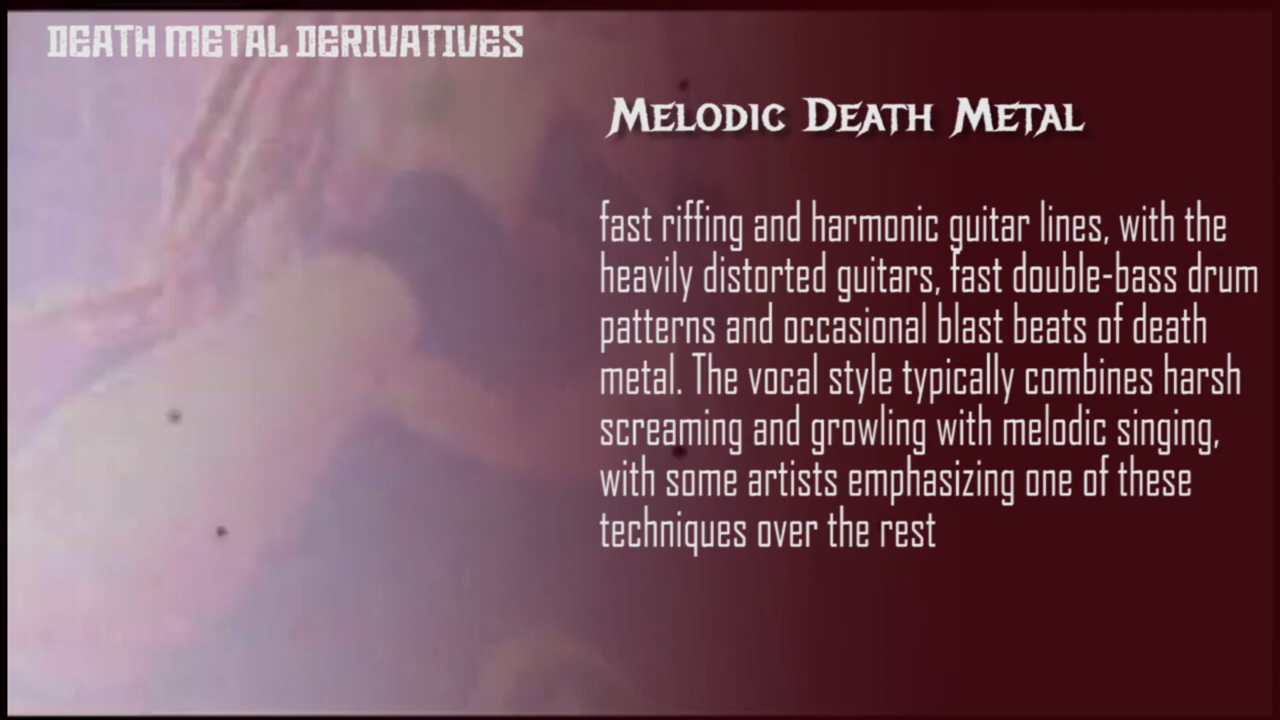 DEATH METAL DERIVATIVES
Melodic Death Metal
fast riffing and harmonic guitar lines, with the
heavily distorted guitars, fast double-bass drum
patterns and occasional blast beats of death
metal. The vocal style typically combines harsh
screaming and growling with melodic singing,
with some artists emphasizing one of these
techniques over the rest